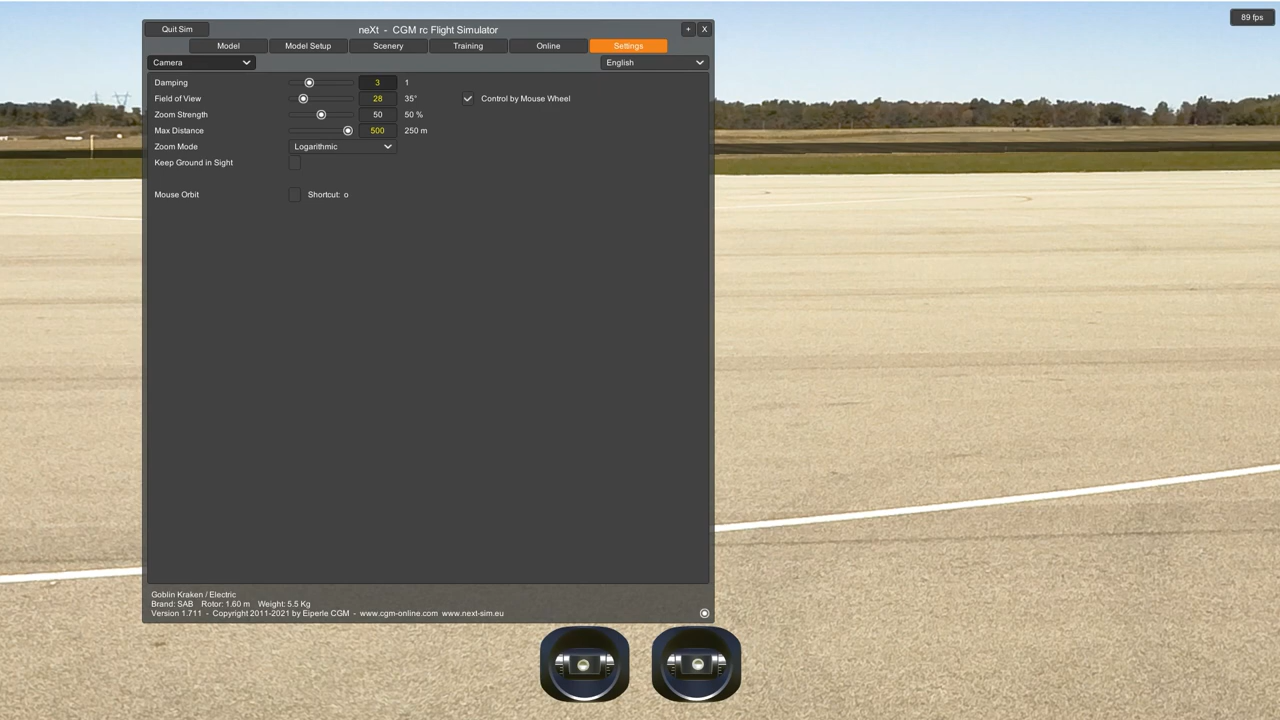 89 fps
Quit Sim
neXt - CGM rc Flight Simulator
+ X
Model Model Setup Scenery Training Online Settings
Camera English
Damping 3 1
Field of View 28 35° Control by Mouse Wheel
Zoom Strength 50 50 %
Max Distance 500 250 m
Zoom Mode Logarithmic
Keep Ground in Sight
Mouse Orbit Shortcut: o
Goblin Kraken / Electric
Brand: SAB Rotor: 1.60 m Weight: 5.5 Kg
Version 1.711 - Copyright 2011-2021 by Eiperle CGM - www.cgm-online.com www.next-sim.eu